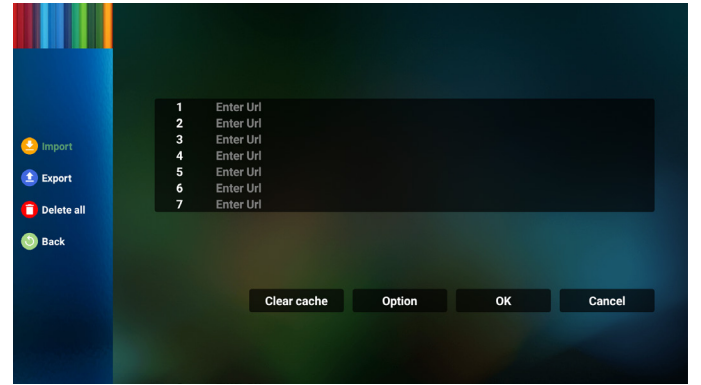 Import
Export
Delete all
Back
1 Enter Url
2 Enter Url
3 Enter Url
4 Enter Url
5 Enter Url
6 Enter Url
7 Enter Url
Clear cache Option OK Cancel